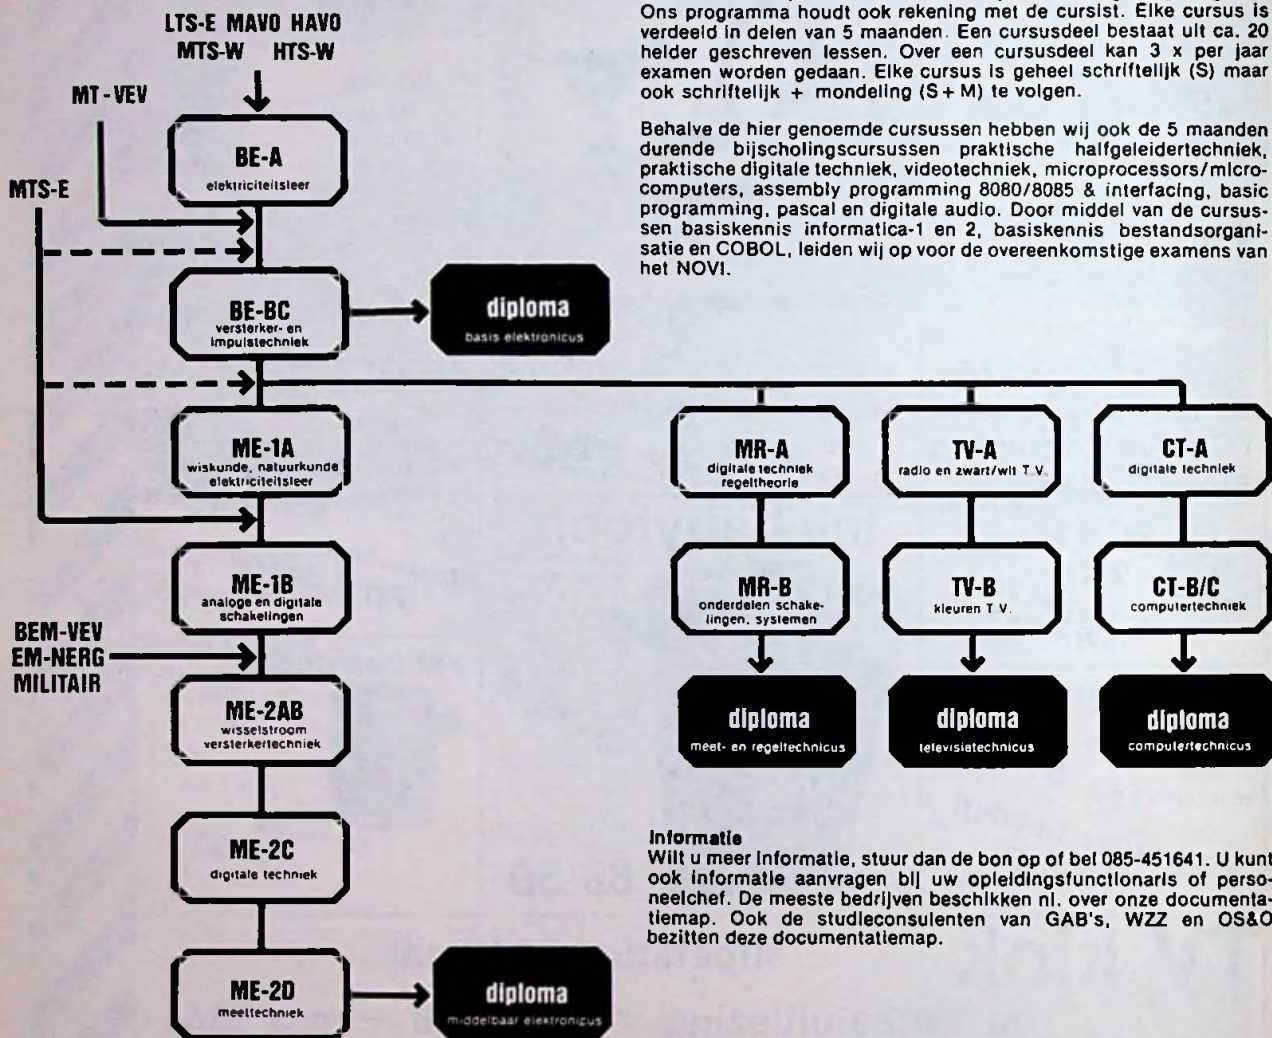 LTS-E MAVO HAVO
MTS-W HTS-W
MT-VEV
MTS-E
BE-A
elektriciteitsleer
BE-BC
versterker- en
impulstechniek
diploma
basis elektronicus
ME-1A
wiskunde, natuurkunde
elektriciteitsleer
ME-1B
analoge en digitale
schakelingen
BEM-VEV
EM-NERG
MILITAIR
ME-2AB
wisselstroom
versterkertechniek
ME-2C
digitale techniek
ME-2D
meettechniek
diploma
middelbaar elektronicus
Ons programma houdt ook rekening met de cursist. Elke cursus is
verdeeld in delen van 5 maanden. Een cursusdeel bestaat uit ca. 20
helder geschreven lessen. Over een cursusdeel kan 3 x per jaar
examen worden gedaan. Elke cursus is geheel schriftelijk (S) maar
ook schriftelijk + mondeling (S+M) te volgen.
Behalve de hier genoemde cursussen hebben wij ook de 5 maanden
durende bijscholingscursussen praktische halfgeleidertechniek,
praktische digitale techniek, videotechniek, microprocessors/micro-
computers, assembly programming 8080/8085 & interfacing, basic
programming, pascal en digitale audio. Door middel van de cursus-
sen basiskennis informatica-1 en 2, basiskennis bestandsorgani-
satie en COBOL, leiden wij op voor de overeenkomstige examens van
het NOVI.
MR-A
digitale techniek
regeltheorie
TV-A
radio en zwart/wit T.V.
CT-A
digitale techniek
MR-B
onderdelen schake-
lingen, systemen
TV-B
kleuren T.V.
CT-B/C
computertechniek
diploma
meet- en regeltechnicus
diploma
televisietechnicus
diploma
computertechnicus
Informatie
Wilt u meer informatie, stuur dan de bon op of bel 085-451641. U kunt
ook informatie aanvragen bij uw opleidingsfunctionaris of perso-
neelchef. De meeste bedrijven beschikken nl. over onze documenta-
tiemap. Ook de studieconsulenten van GAB's, WZZ en OS&O
bezitten deze documentatiemap.